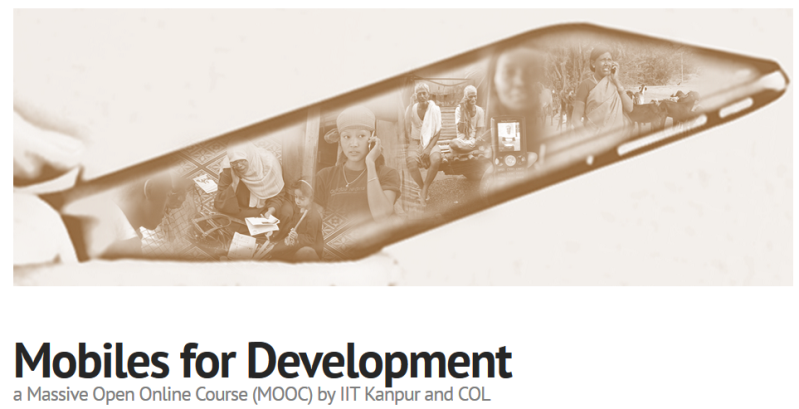 Mobiles for Development
a Massive Open Online Course (MOOC) by IIT Kanpur and COL